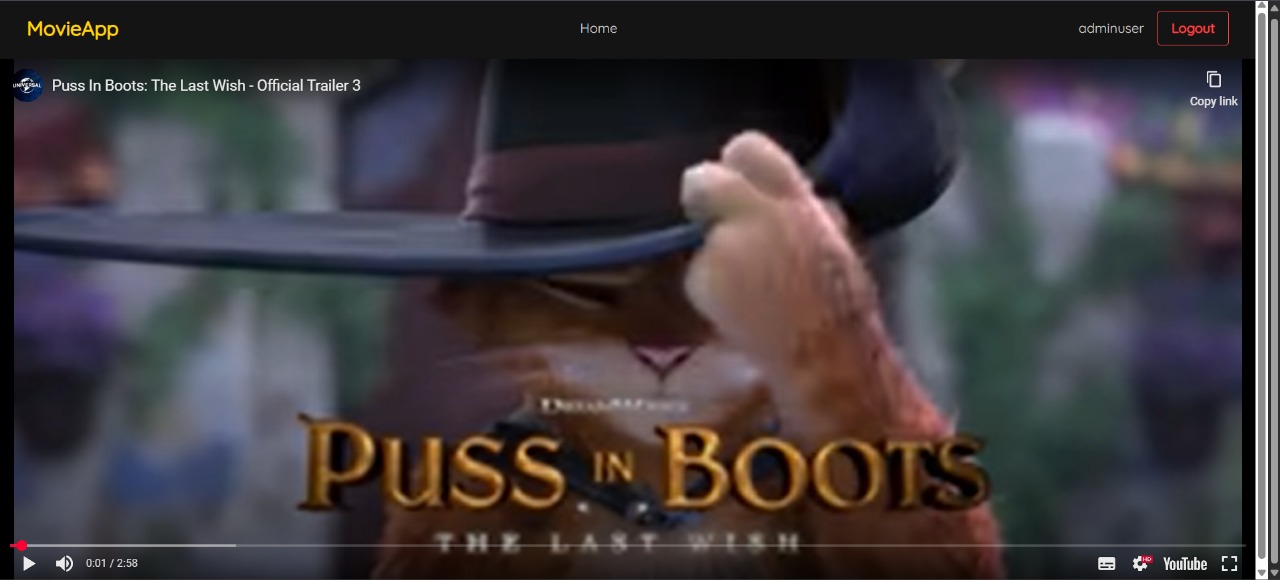 MovieApp Home adminuser Logout
UNIVERSAL Puss In Boots: The Last Wish - Official Trailer 3
Copy link
DREAMWORKS
PUSS IN BOOTS
THE LAST WISH
0:01 / 2:58 HD YouTube